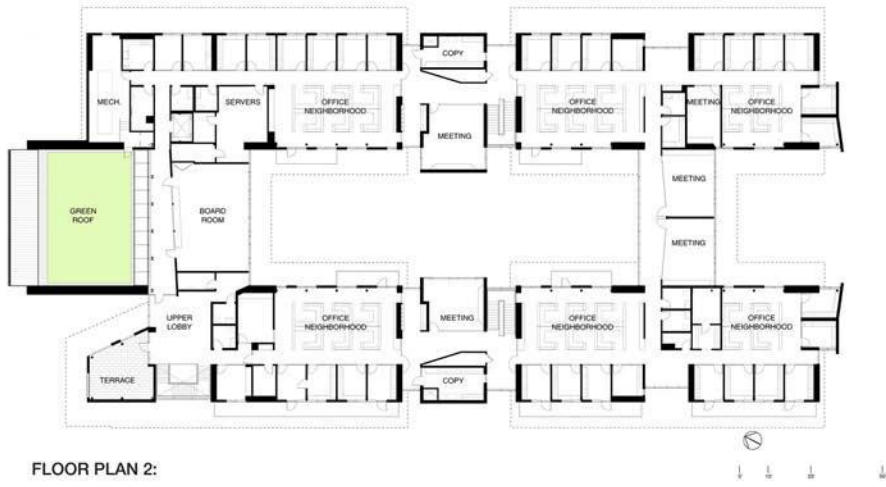 COPY
MECH.
SERVERS
OFFICE
NEIGHBORHOOD
OFFICE
NEIGHBORHOOD
MEETING
OFFICE
NEIGHBORHOOD
MEETING
MEETING
GREEN
ROOF
BOARD
ROOM
MEETING
UPPER
LOBBY
OFFICE
NEIGHBORHOOD
MEETING
OFFICE
NEIGHBORHOOD
OFFICE
NEIGHBORHOOD
TERRACE
COPY
FLOOR PLAN 2: